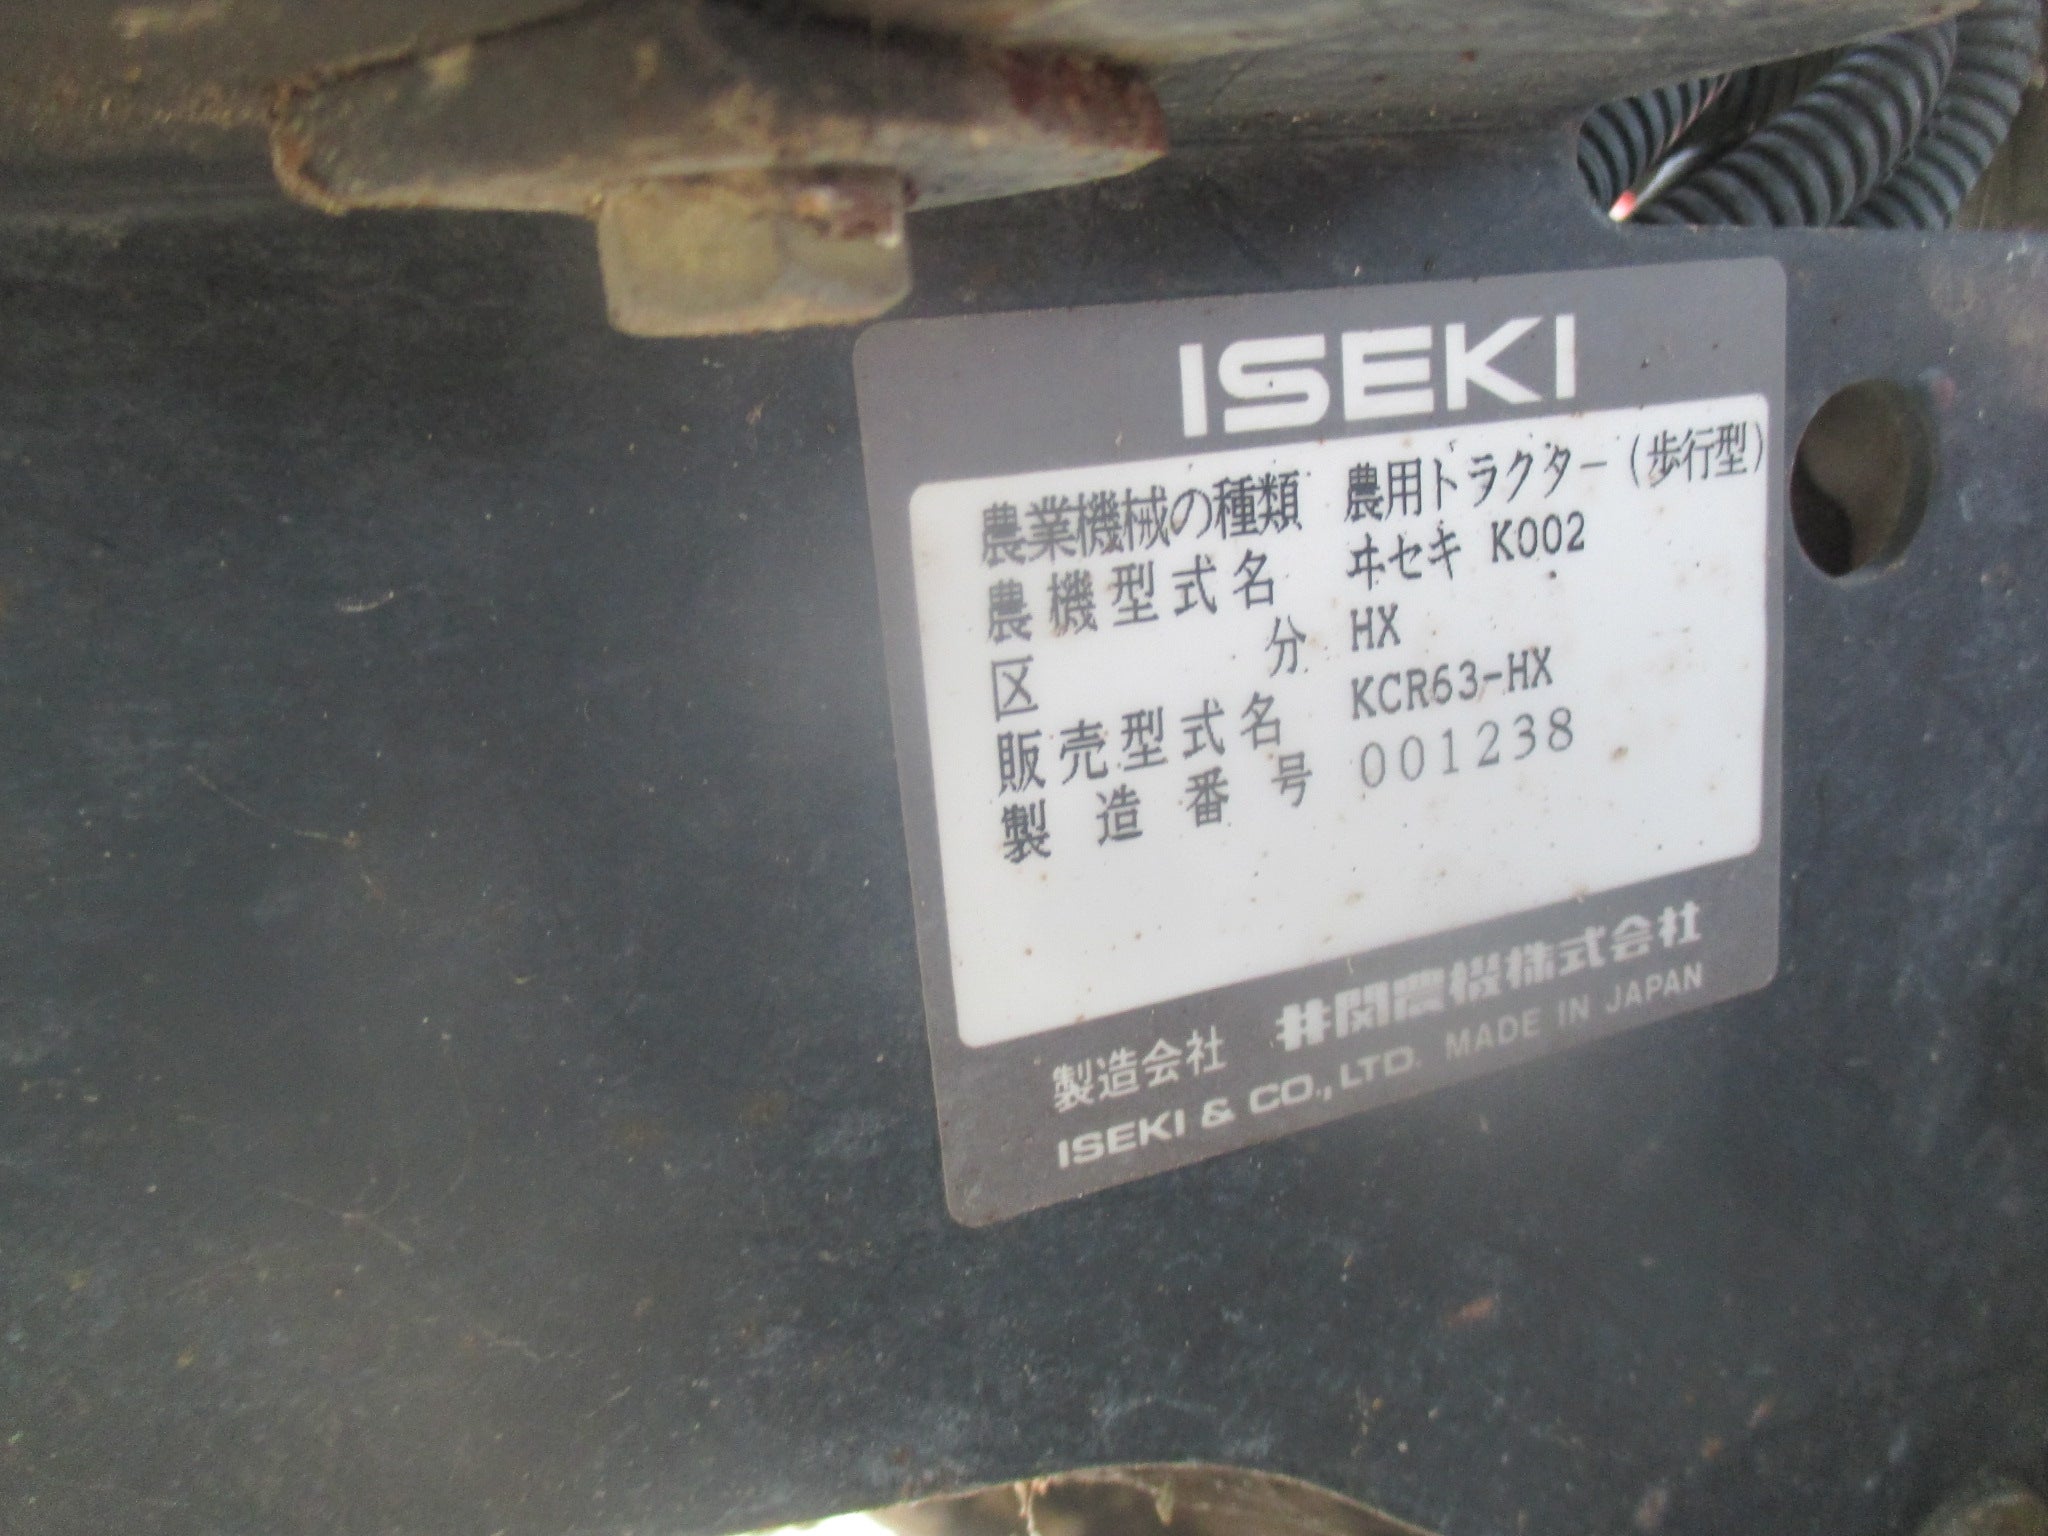 ISEKI
農業機械の種類 農用トラクター(歩行型)
農機型式名 ヰセキ K002
区分 HX
販売型式名 KCR63-HX
製造番号 001238
製造会社 井関農機株式会社
ISEKI & CO., LTD. MADE IN JAPAN